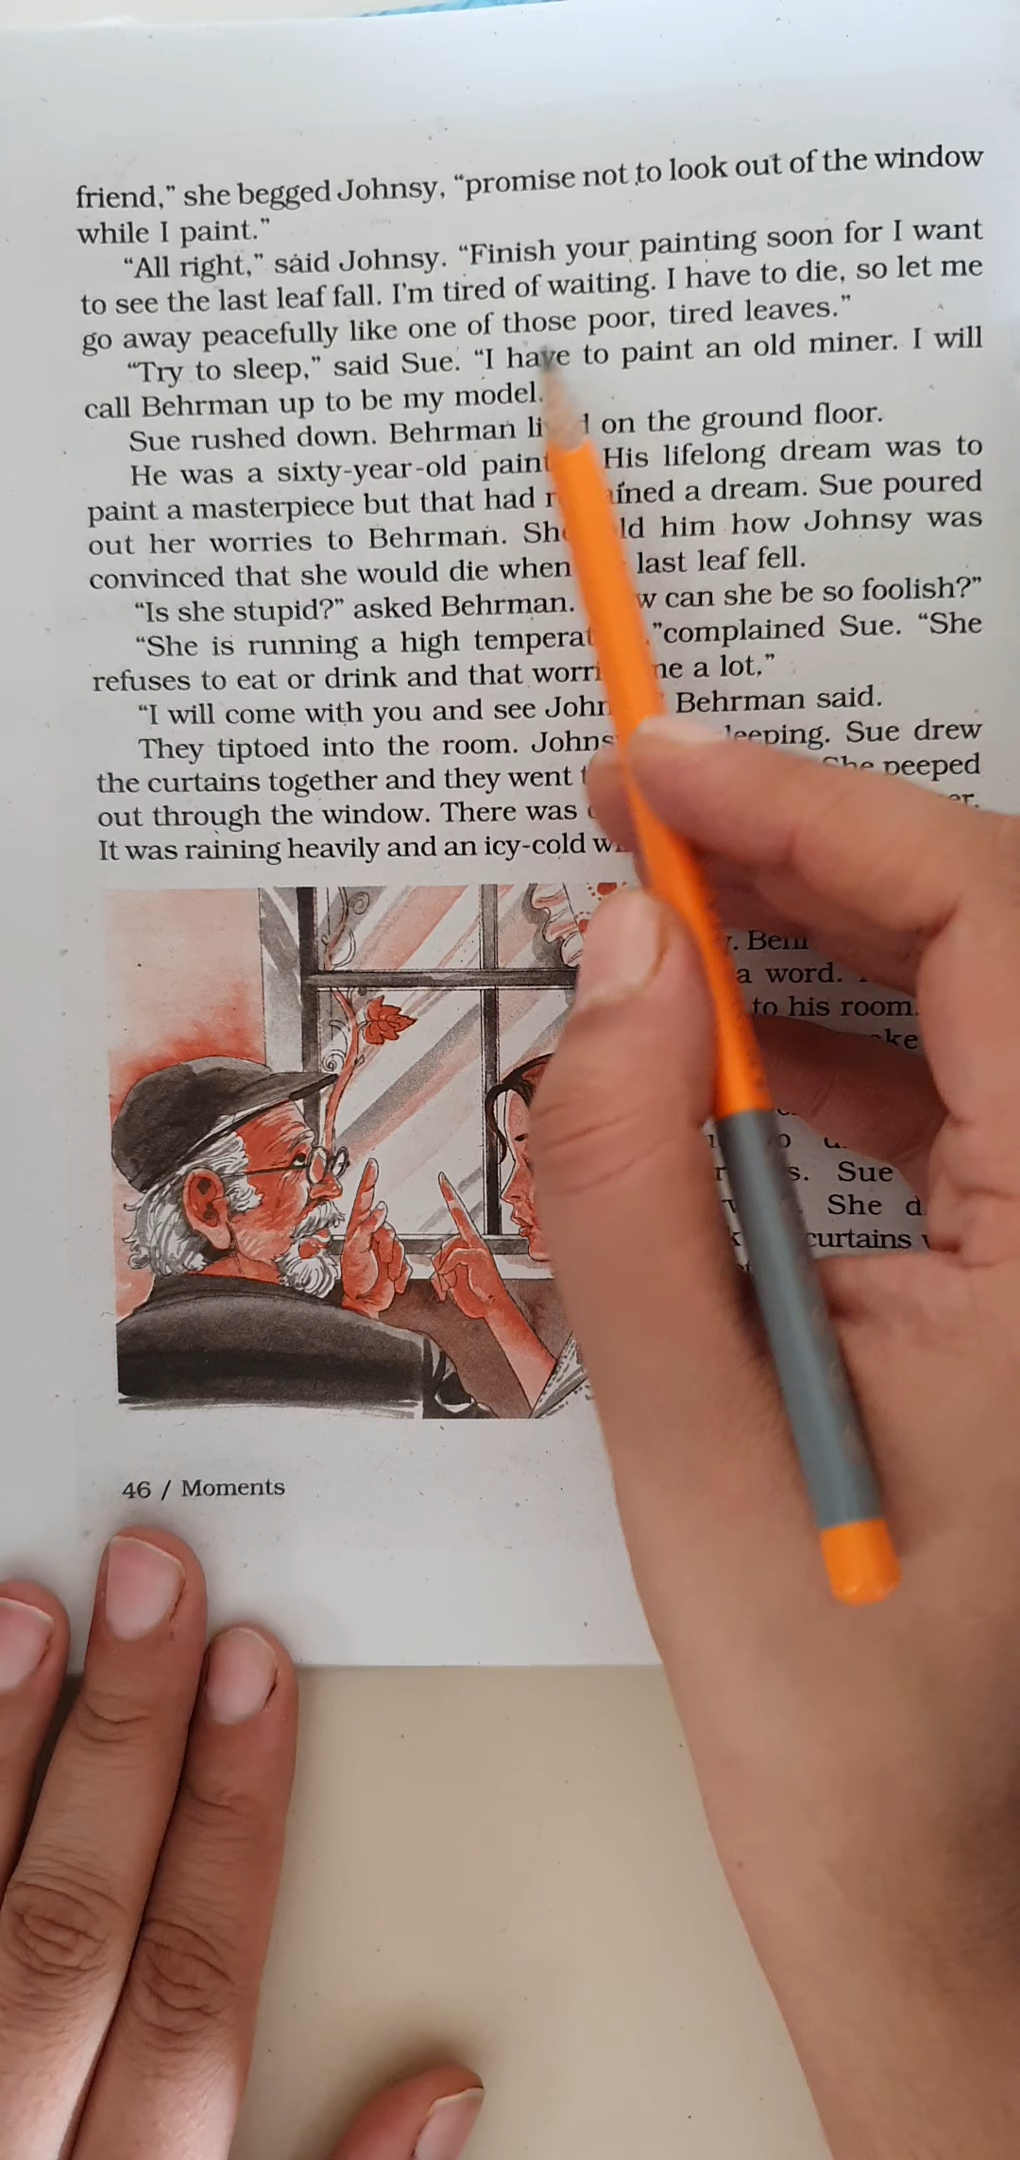 friend,” she begged Johnsy, “promise not to look out of the window
while I paint.”
“All right,” said Johnsy. “Finish your painting soon for I want
to see the last leaf fall. I'm tired of waiting. I have to die, so let me
go away peacefully like one of those poor, tired leaves.”
“Try to sleep,” said Sue. “I have to paint an old miner. I will
call Behrman up to be my model.
Sue rushed down. Behrman on the ground floor.
He was a sixty-year-old His lifelong dream was to
paint a masterpiece but that had a dream. Sue poured
out her worries to Behrman. him how Johnsy was
convinced that she would die when last leaf fell.
“Is she stupid?” asked Behrman. can she be so foolish?”
“She is running a high ”complained Sue. “She
refuses to eat or drink and that a lot,”
“I will come with you and see Behrman said.
They tiptoed into the room. sleeping. Sue drew
the curtains together and they went She peeped
out through the window. There was
It was raining heavily and an icy-cold
a word.
to his room.
Sue
She
curtains
46 / Moments